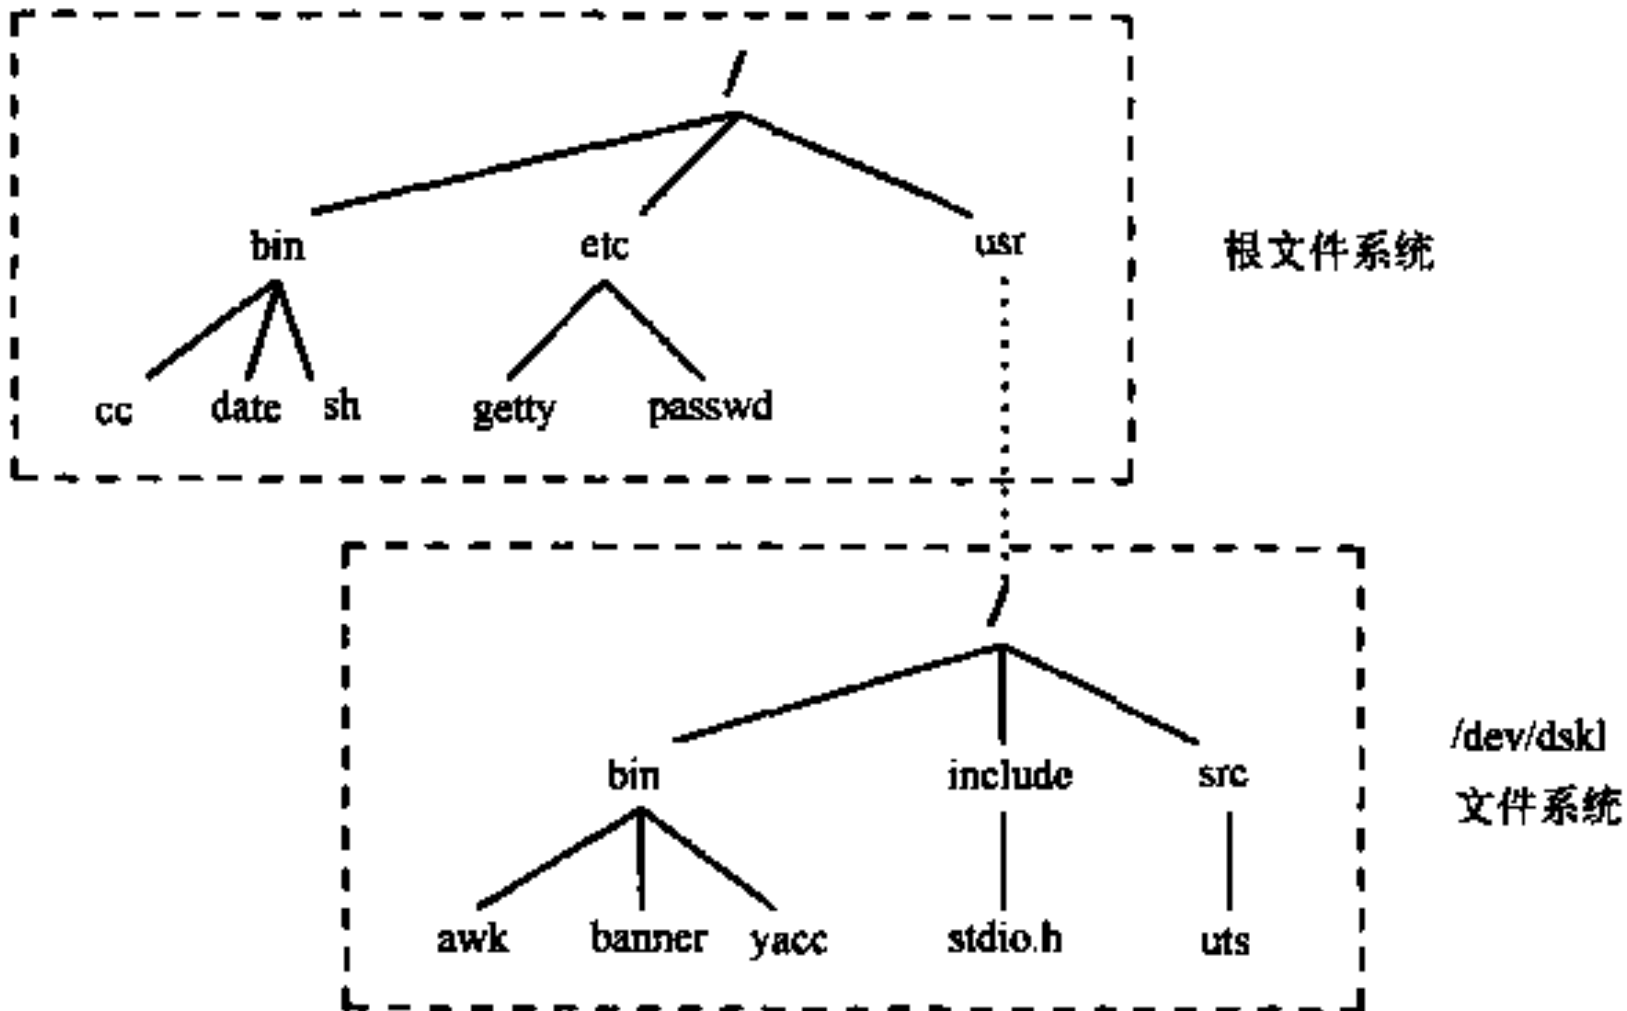 /
bin etc usr
根文件系统
cc date sh getty passwd
/
/dev/dskl
bin include src
文件系统
awk banner yacc stdio.h uts